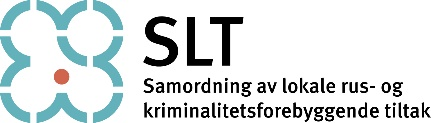 SLT
Samordning av lokale rus- og
kriminalitetsforebyggende tiltak